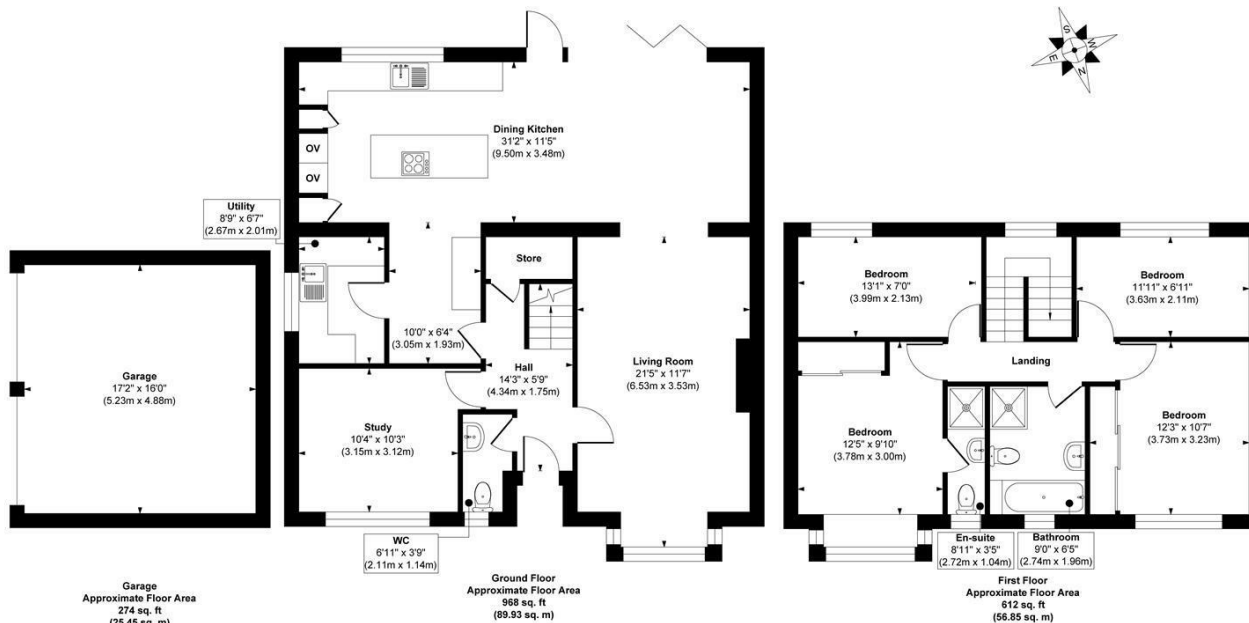 S
W
E
N
Dining Kitchen
31'2" x 11'5"
(9.50m x 3.48m)
OV
OV
Utility
8'9" x 6'7"
(2.67m x 2.01m)
Store
10'0" x 6'4"
(3.05m x 1.93m)
Hall
14'3" x 5'9"
(4.34m x 1.75m)
Living Room
21'5" x 11'7"
(6.53m x 3.53m)
Garage
17'2" x 16'0"
(5.23m x 4.88m)
Study
10'4" x 10'3"
(3.15m x 3.12m)
WC
6'11" x 3'9"
(2.11m x 1.14m)
Bedroom
13'1" x 7'0"
(3.99m x 2.13m)
Bedroom
11'11" x 6'11"
(3.63m x 2.11m)
Landing
Bedroom
12'5" x 9'10"
(3.78m x 3.00m)
Bedroom
12'3" x 10'7"
(3.73m x 3.23m)
En-suite
8'11" x 3'5"
(2.72m x 1.04m)
Bathroom
9'0" x 6'5"
(2.74m x 1.96m)
Garage
Approximate Floor Area
274 sq. ft
(25.45 sq. m)
Ground Floor
Approximate Floor Area
968 sq. ft
(89.93 sq. m)
First Floor
Approximate Floor Area
612 sq. ft
(56.85 sq. m)